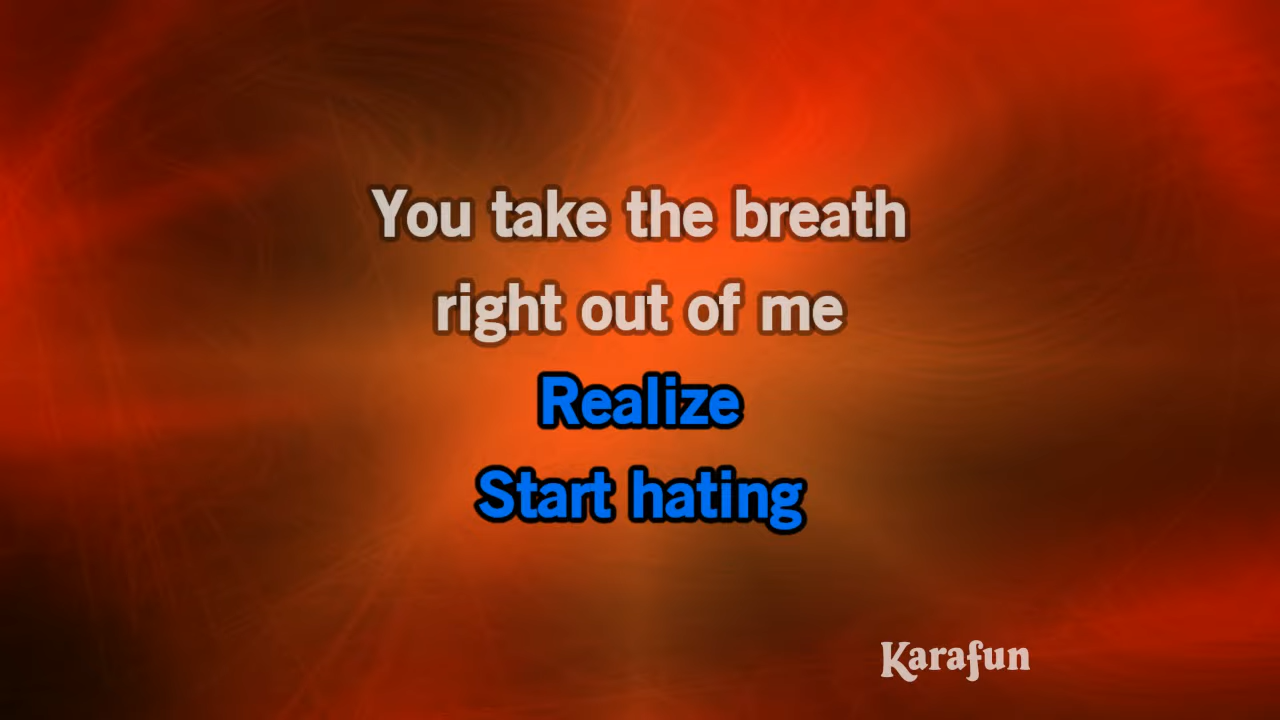 You take the breath
right out of me
Realize
Start hating
Karafun